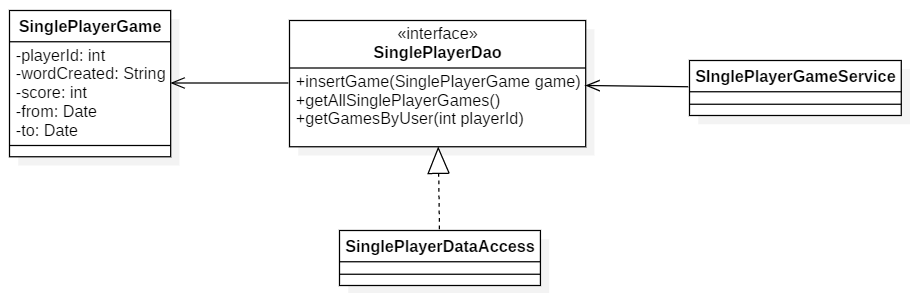 SinglePlayerGame
-playerId: int
-wordCreated: String
-score: int
-from: Date
-to: Date
«interface»
SinglePlayerDao
+insertGame(SinglePlayerGame game)
+getAllSinglePlayerGames()
+getGamesByUser(int playerId)
SInglePlayerGameService
SinglePlayerDataAccess